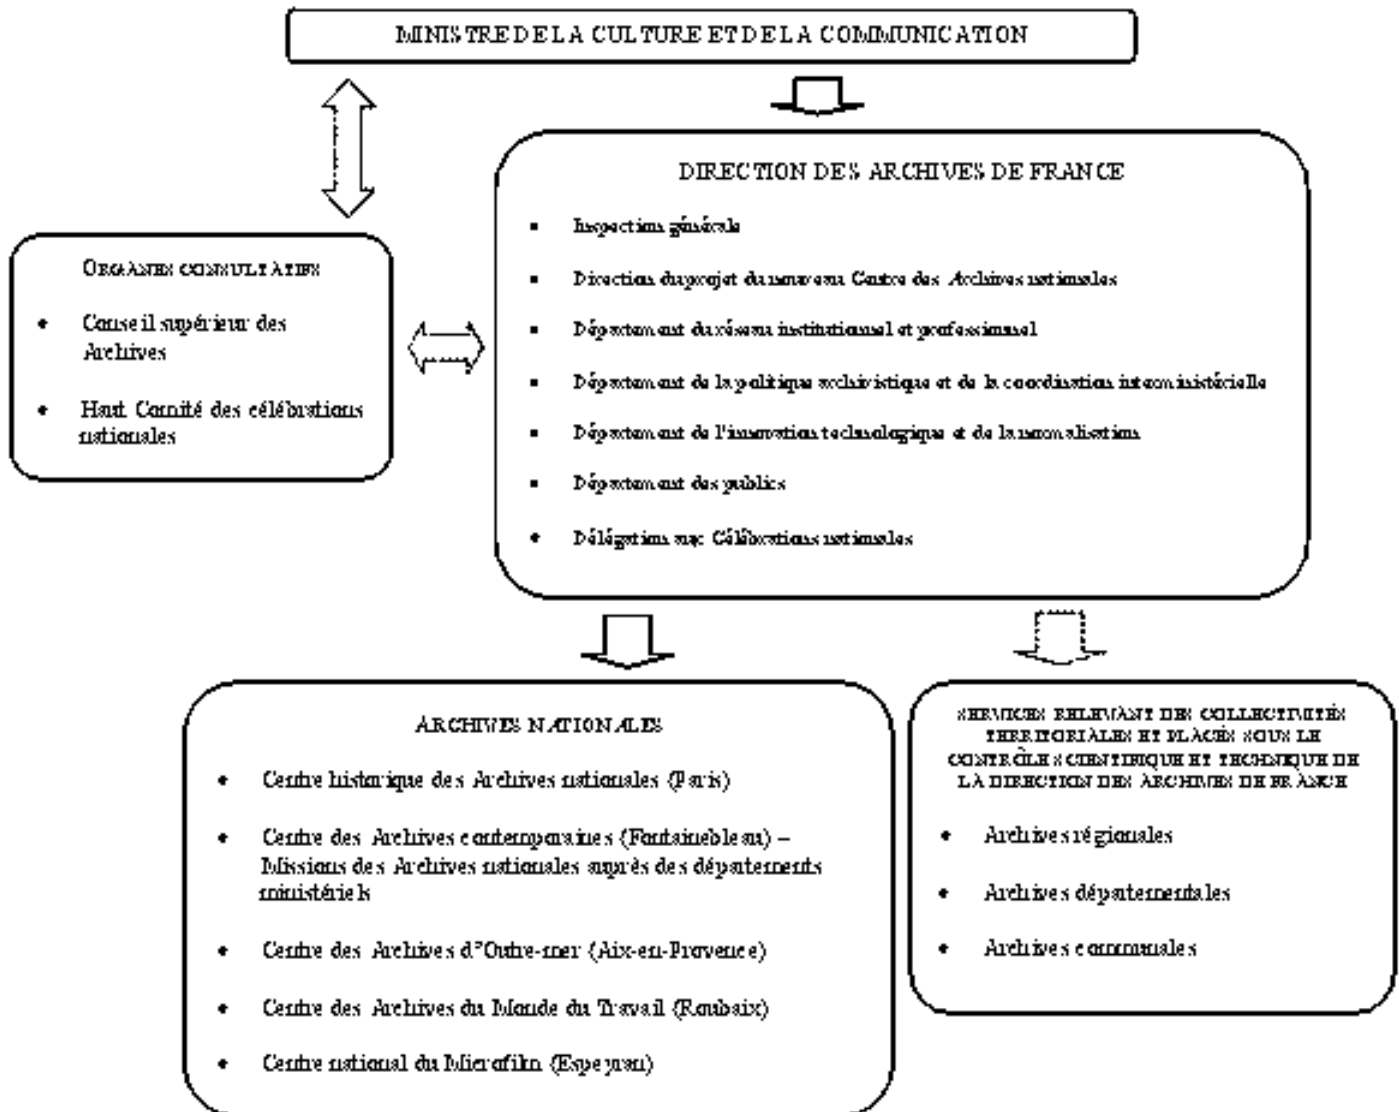 MINISTRE DE LA CULTURE ET DE LA COMMUNICATION
DIRECTION DES ARCHIVES DE FRANCE
• Inspection générale
• Direction du projet du nouveau Centre des Archives nationales
• Département du réseau institutionnel et professionnel
• Département de la politique archivistique et de la coordination interministérielle
• Département de l'innovation technologique et de la normalisation
• Département des publics
• Délégation aux Célébrations nationales
ORGANES CONSULTATIFS
• Conseil supérieur des
Archives
• Haut Comité des célébrations
nationales
ARCHIVES NATIONALES
• Centre historique des Archives nationales (Paris)
• Centre des Archives contemporaines (Fontainebleau) –
Missions des Archives nationales auprès des départements
ministériels
• Centre des Archives d'Outre-mer (Aix-en-Provence)
• Centre des Archives du Monde du Travail (Roubaix)
• Centre national du Microfilm (Espeyran)
SERVICES RELEVANT DES COLLECTIVITÉS
TERRITORIALES ET PLACÉS SOUS LE
CONTRÔLE SCIENTIFIQUE ET TECHNIQUE DE
LA DIRECTION DES ARCHIVES DE FRANCE
• Archives régionales
• Archives départementales
• Archives communales